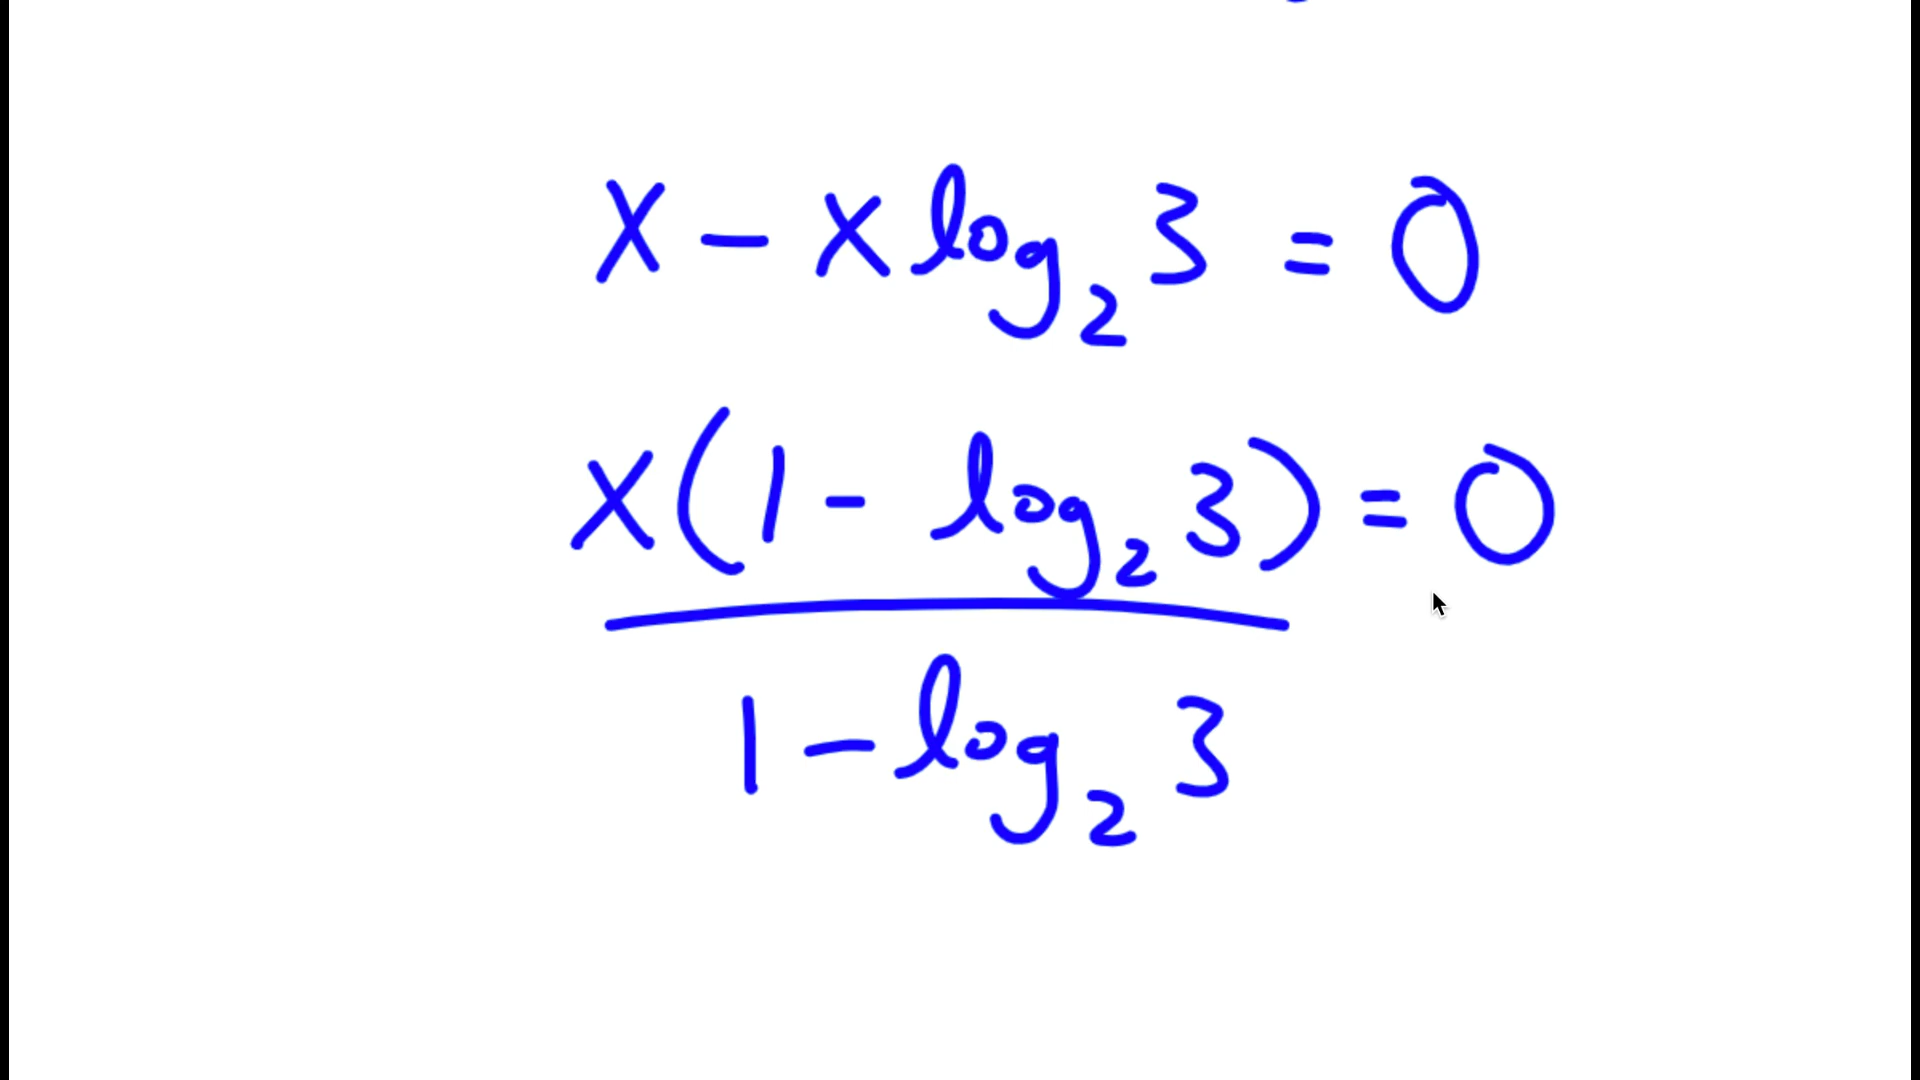 x - x log₂ 3 = 0
x(1 - log₂ 3) = 0
1 - log₂ 3